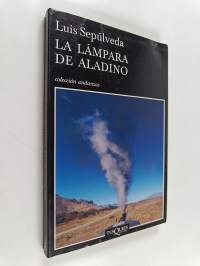 Luis Sepúlveda
LA LÁMPARA
DE ALADINO
colección andanzas
TUSQUETS